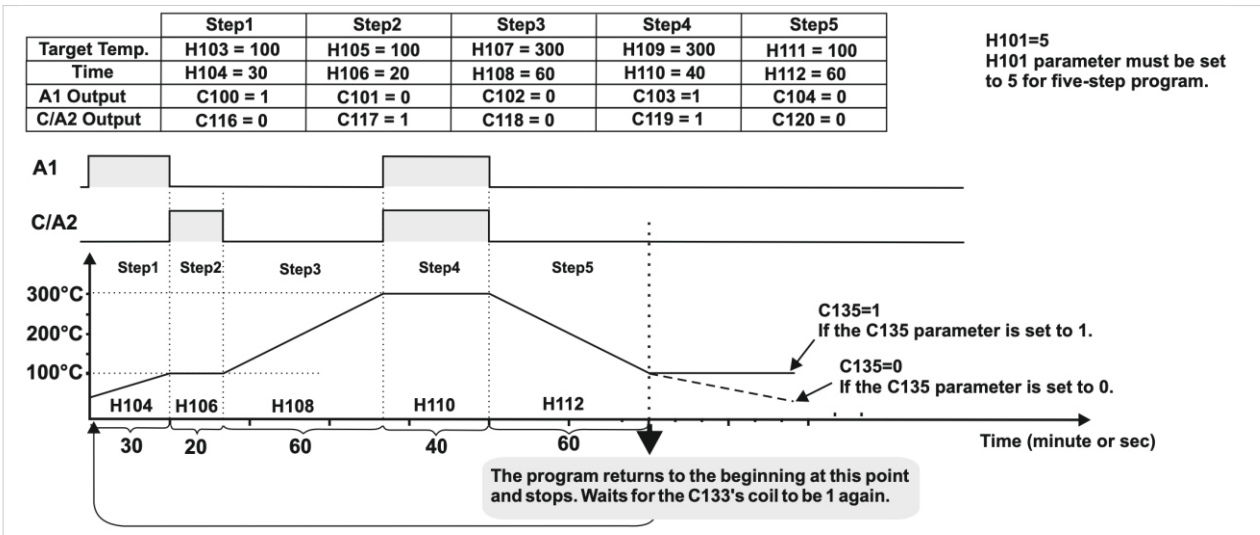 Step1 Step2 Step3 Step4 Step5
Target Temp. H103 = 100 H105 = 100 H107 = 300 H109 = 300 H111 = 100
Time H104 = 30 H106 = 20 H108 = 60 H110 = 40 H112 = 60
A1 Output C100 = 1 C101 = 0 C102 = 0 C103 =1 C104 = 0
C/A2 Output C116 = 0 C117 = 1 C118 = 0 C119 = 1 C120 = 0
H101=5
H101 parameter must be set
to 5 for five-step program.
A1
C/A2
Step1 Step2 Step3 Step4 Step5
300°C
200°C
100°C
C135=1
If the C135 parameter is set to 1.
C135=0
If the C135 parameter is set to 0.
H104 H106 H108 H110 H112
30 20 60 40 60
Time (minute or sec)
The program returns to the beginning at this point
and stops. Waits for the C133's coil to be 1 again.